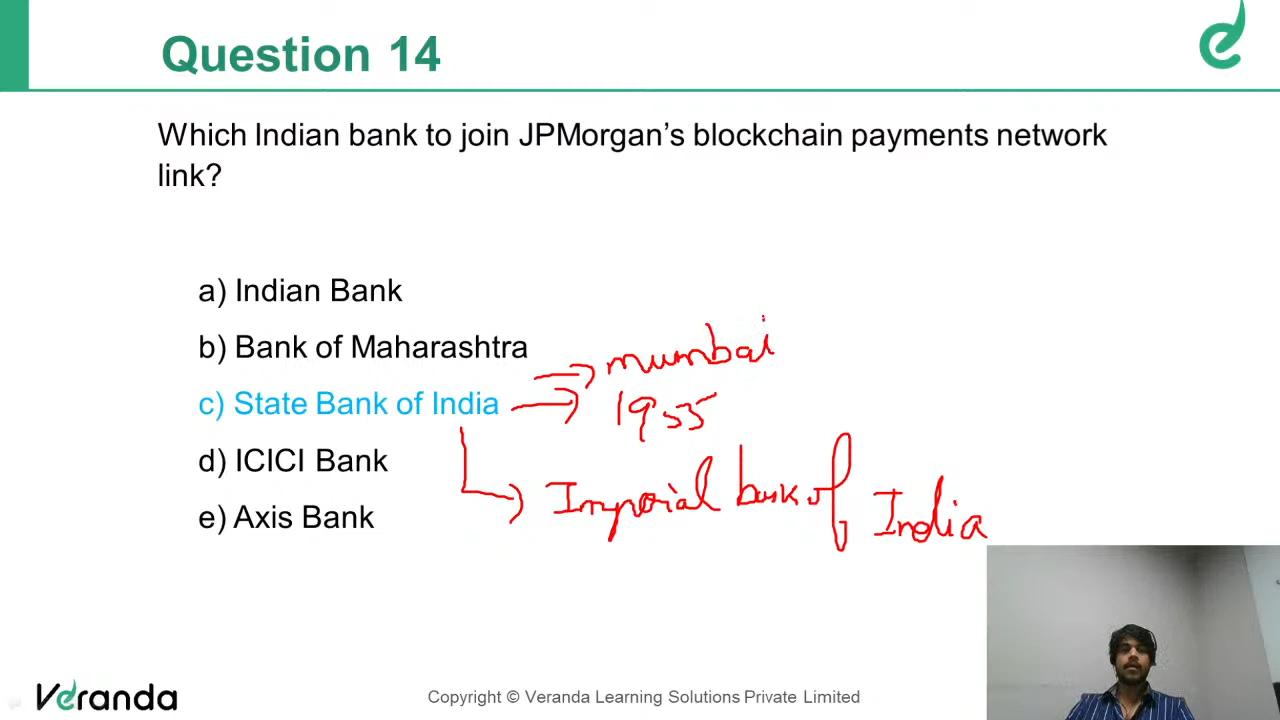 Question 14
Which Indian bank to join JPMorgan's blockchain payments network
link?
a) Indian Bank
b) Bank of Maharashtra
mumbai
c) State Bank of India
1955
d) ICICI Bank
Imperial bank of India
e) Axis Bank
Veranda
Copyright © Veranda Learning Solutions Private Limited